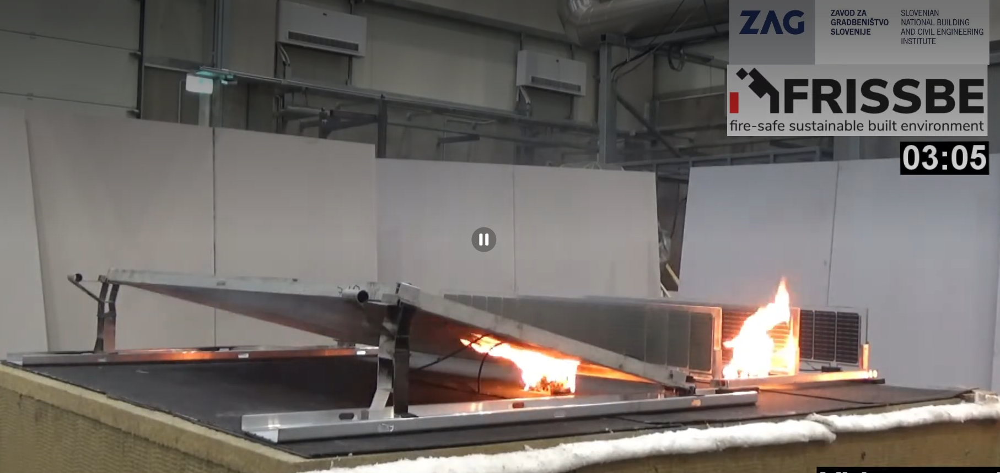 ZAG
ZAVOD ZA
GRADBENIŠTVO
SLOVENIJE
SLOVENIAN
NATIONAL BUILDING
AND CIVIL ENGINEERING
INSTITUTE
FRISSBE
fire-safe sustainable built environment
03:05